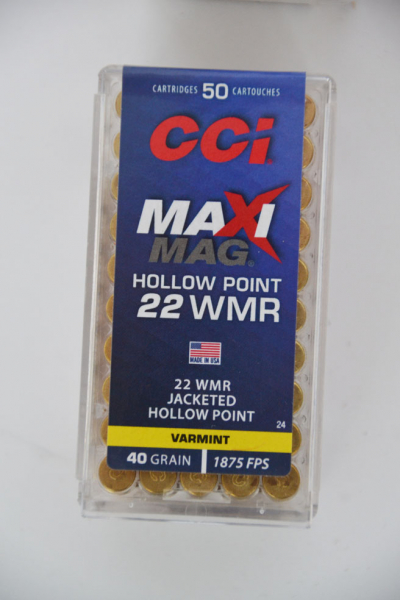 CARTRIDGES 50 CARTOUCHES
CCI
MAXI
MAG®
HOLLOW POINT
22 WMR
MADE IN USA
22 WMR
JACKETED
HOLLOW POINT
24
VARMINT
40 GRAIN | 1875 FPS